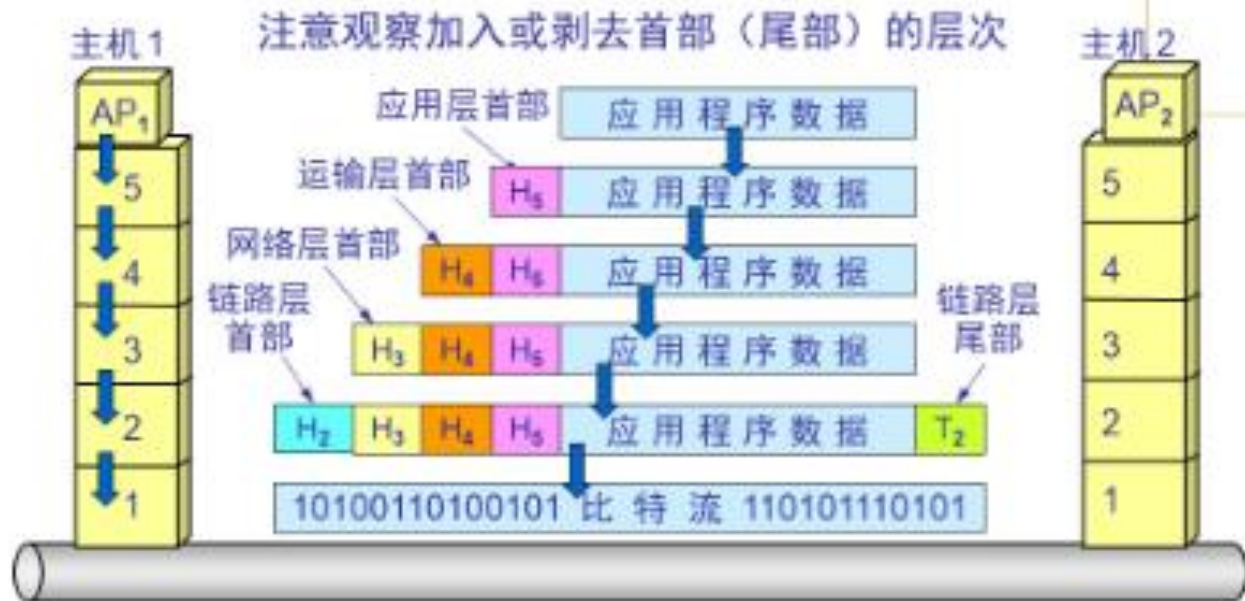 注意观察加入或剥去首部（尾部）的层次
主机 1
主机 2
AP₁
5
4
3
2
1
应用层首部
运输层首部
网络层首部
链路层
首部
链路层
尾部
应 用 程 序 数 据
H₅ 应 用 程 序 数 据
H₄ H₅ 应 用 程 序 数 据
H₃ H₄ H₅ 应 用 程 序 数 据
H₂ H₃ H₄ H₅ 应 用 程 序 数 据 T₂
10100110100101 比 特 流 110101110101
AP₂
5
4
3
2
1